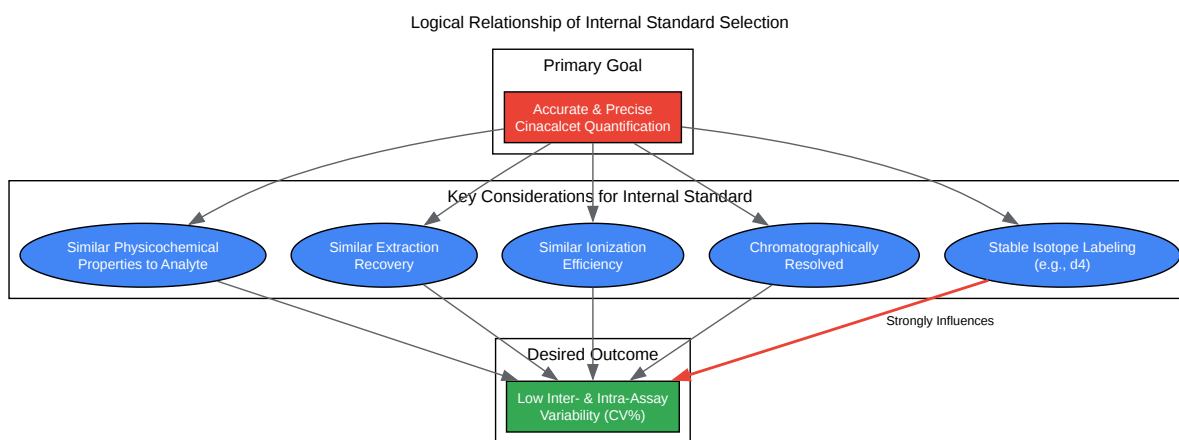 Logical Relationship of Internal Standard Selection
Primary Goal
Accurate & Precise
Cinacalcet Quantification
Key Considerations for Internal Standard
Similar Physicochemical
Properties to Analyte
Similar Extraction
Recovery
Similar Ionization
Efficiency
Chromatographically
Resolved
Stable Isotope Labeling
(e.g., d4)
Strongly Influences
Desired Outcome
Low Inter- & Intra-Assay
Variability (CV%)